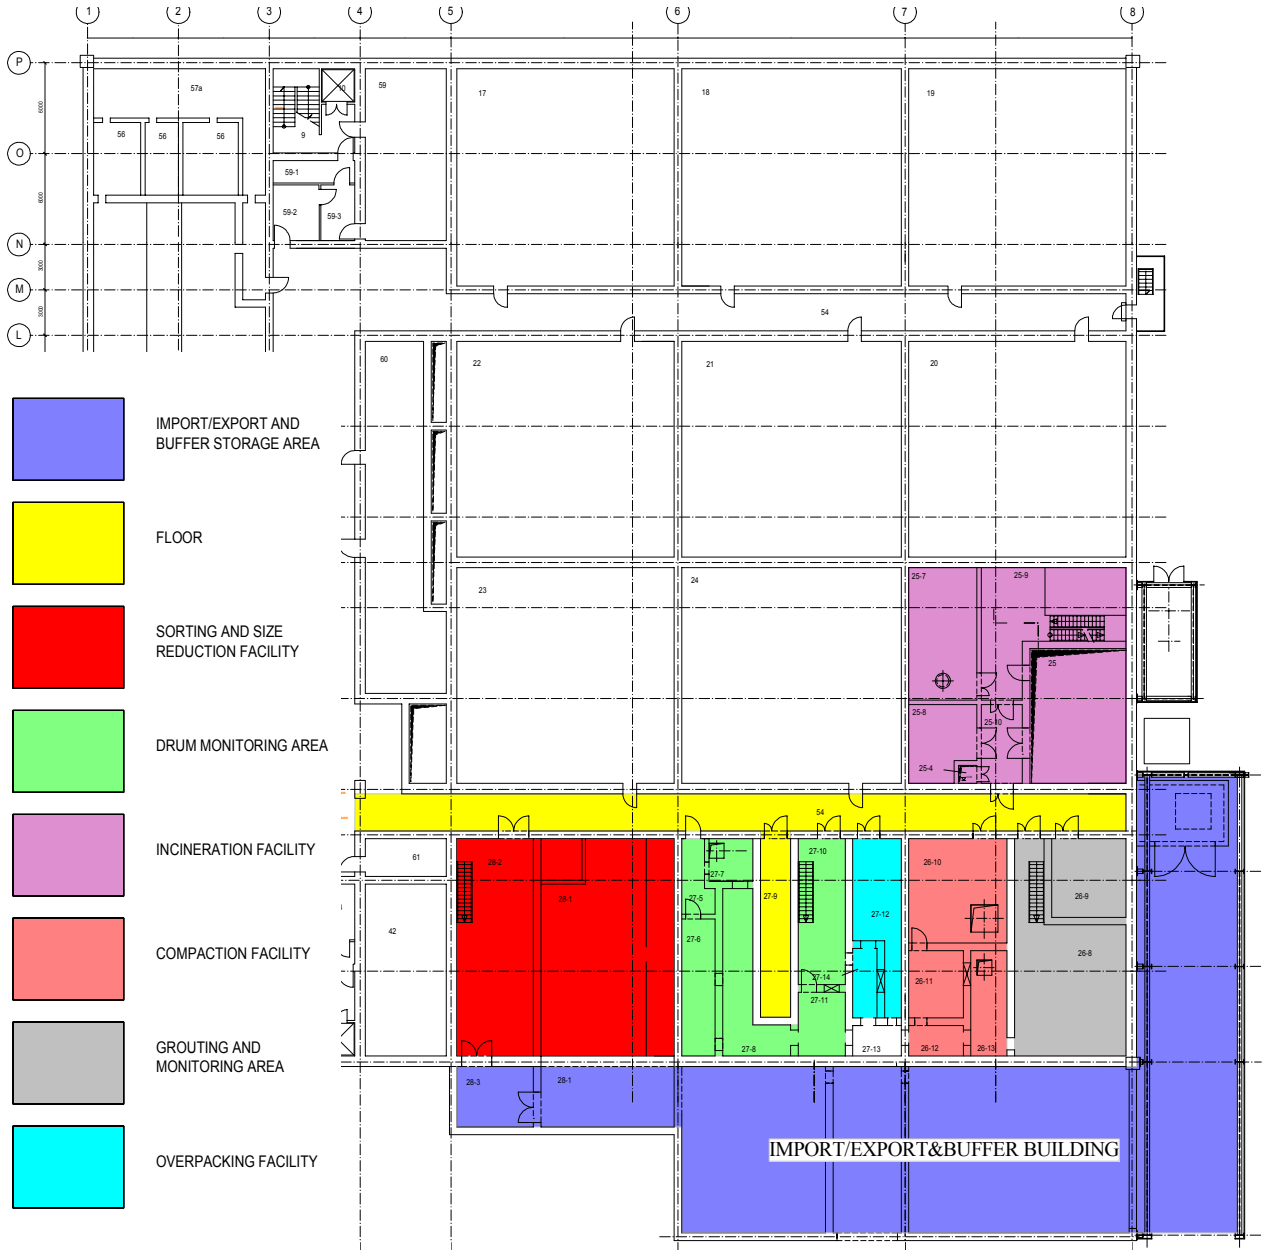 1 2 3 4 5 6 7 8
P
57a 10 59 17 18 19
6000
56 56 56 9
O
59-1
6000
59-2 59-3
N
3000
M
3000
54
L
60 22 21 20
IMPORT/EXPORT AND
BUFFER STORAGE AREA
FLOOR
23 24 25-7 25-9
SORTING AND SIZE
REDUCTION FACILITY
25
25-8 25-10
DRUM MONITORING AREA
25-4
54
INCINERATION FACILITY
61 28-2 27-10 26-10
27-7
28-1 27-5 27-9 26-9
27-12
42 27-6
COMPACTION FACILITY
26-8
27-14 26-11
27-11
GROUTING AND
MONITORING AREA
27-8 27-13 26-12 26-13
28-3 28-1
IMPORT/EXPORT&BUFFER BUILDING
OVERPACKING FACILITY